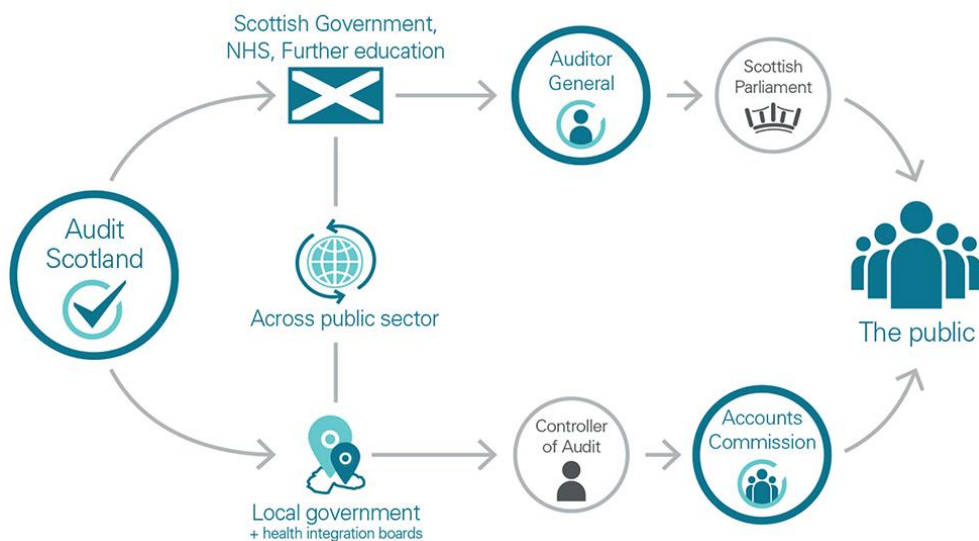 Scottish Government,
NHS, Further education
Auditor
General
Scottish
Parliament
Audit
Scotland
Across public sector
The public
Local government
+ health integration boards
Controller
of Audit
Accounts
Commission